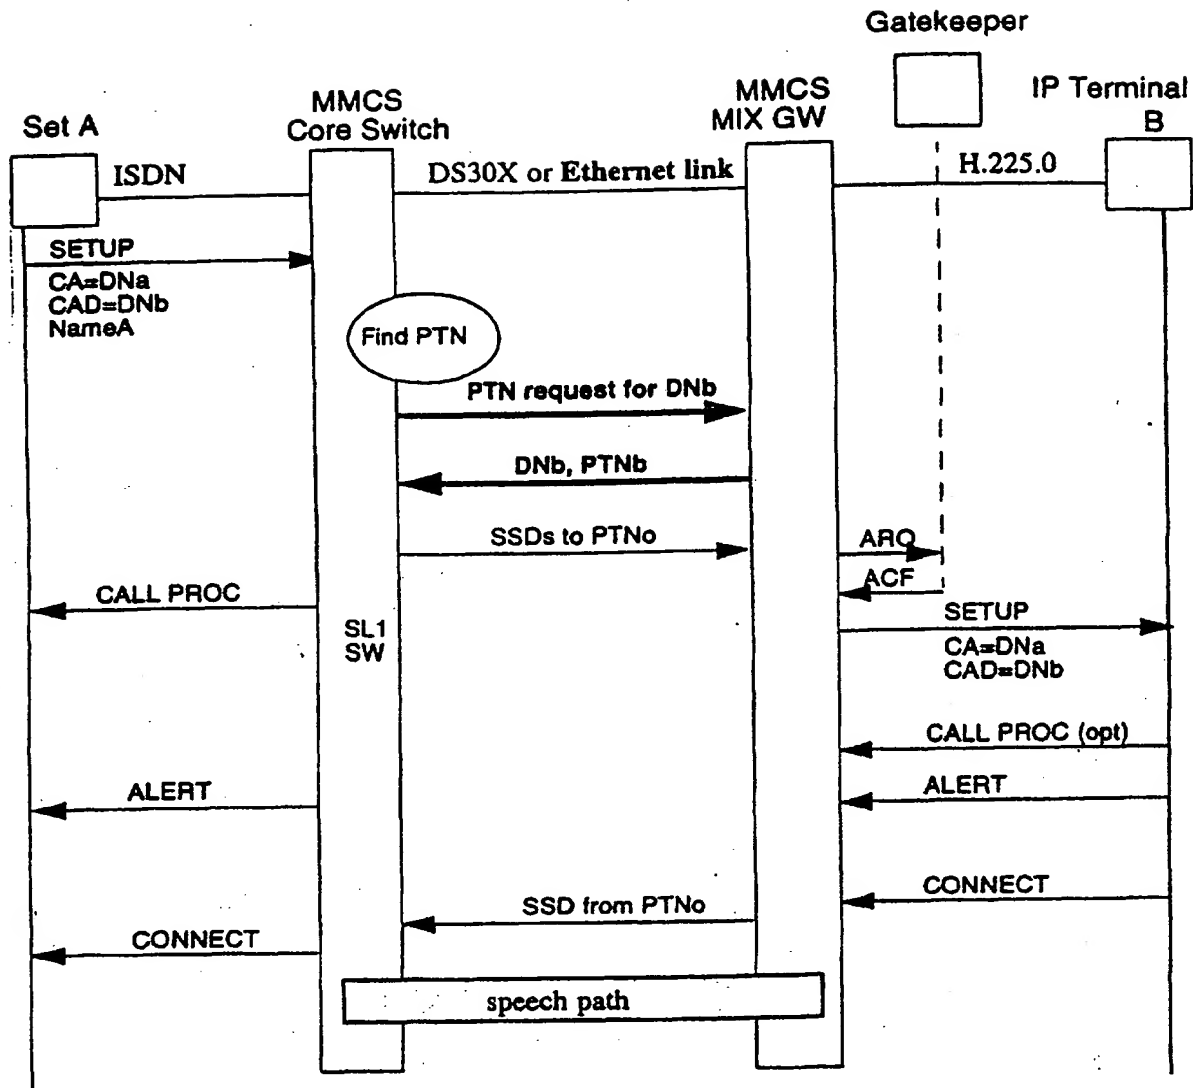 Gatekeeper
IP Terminal
B
MMCS
MIX GW
MMCS
Core Switch
Set A
ISDN
DS30X or Ethernet link
H.225.0
SETUP
CA=DNa
CAD=DNb
NameA
Find PTN
PTN request for DNb
DNb, PTNb
SSDs to PTNo
ARQ
ACF
CALL PROC
SETUP
CA=DNa
CAD=DNb
SL1
SW
CALL PROC (opt)
ALERT
ALERT
CONNECT
SSD from PTNo
CONNECT
speech path